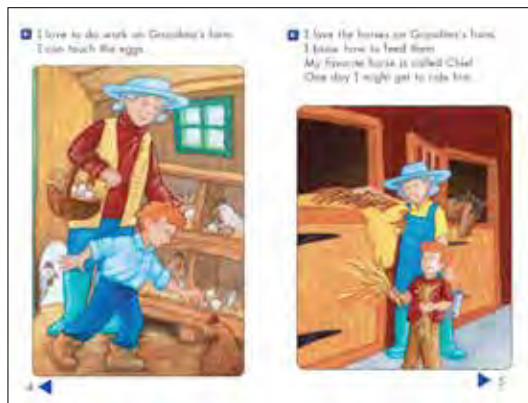 I love to do work on Grandma's farm.
I can touch the eggs.
4
I love the horses on Grandma's farm.
I know how to feed them.
My favorite horse is called Chief.
One day I might get to ride him.
5